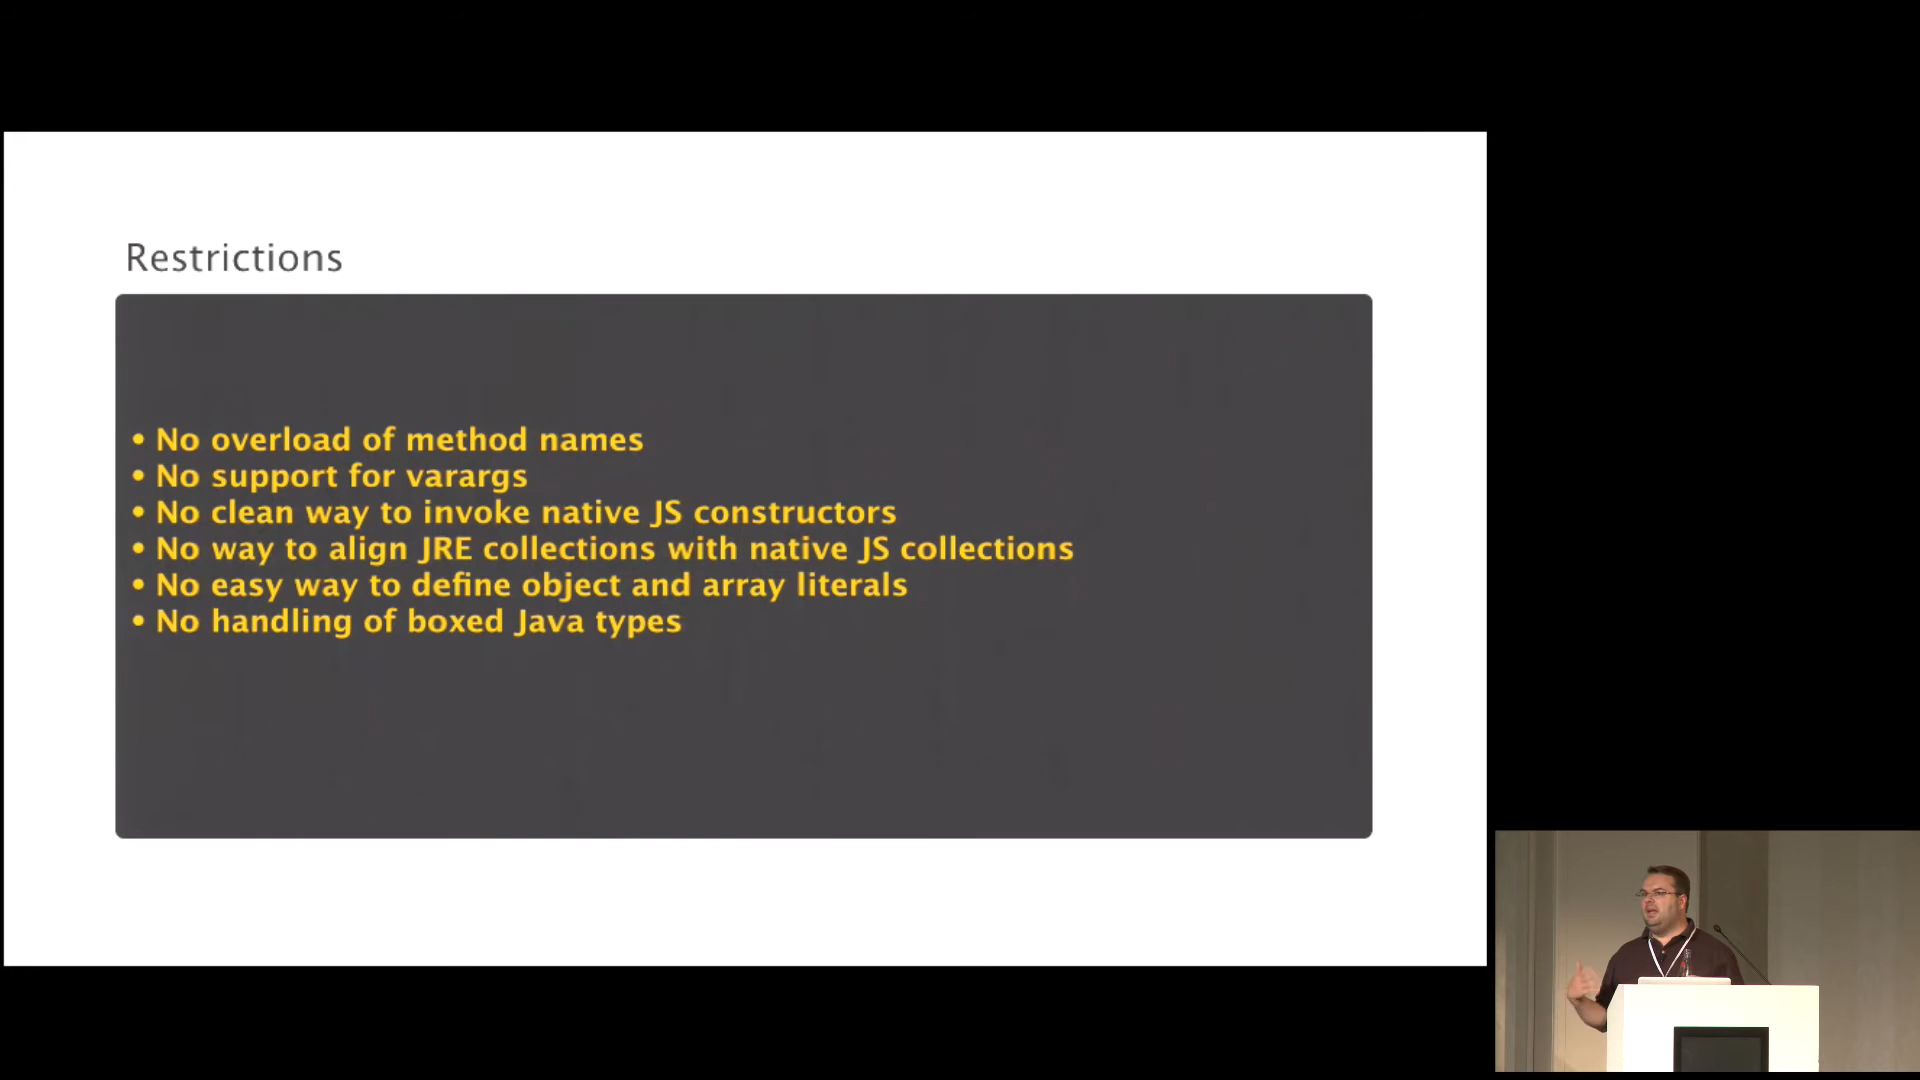 Restrictions
• No overload of method names
• No support for varargs
• No clean way to invoke native JS constructors
• No way to align JRE collections with native JS collections
• No easy way to define object and array literals
• No handling of boxed Java types